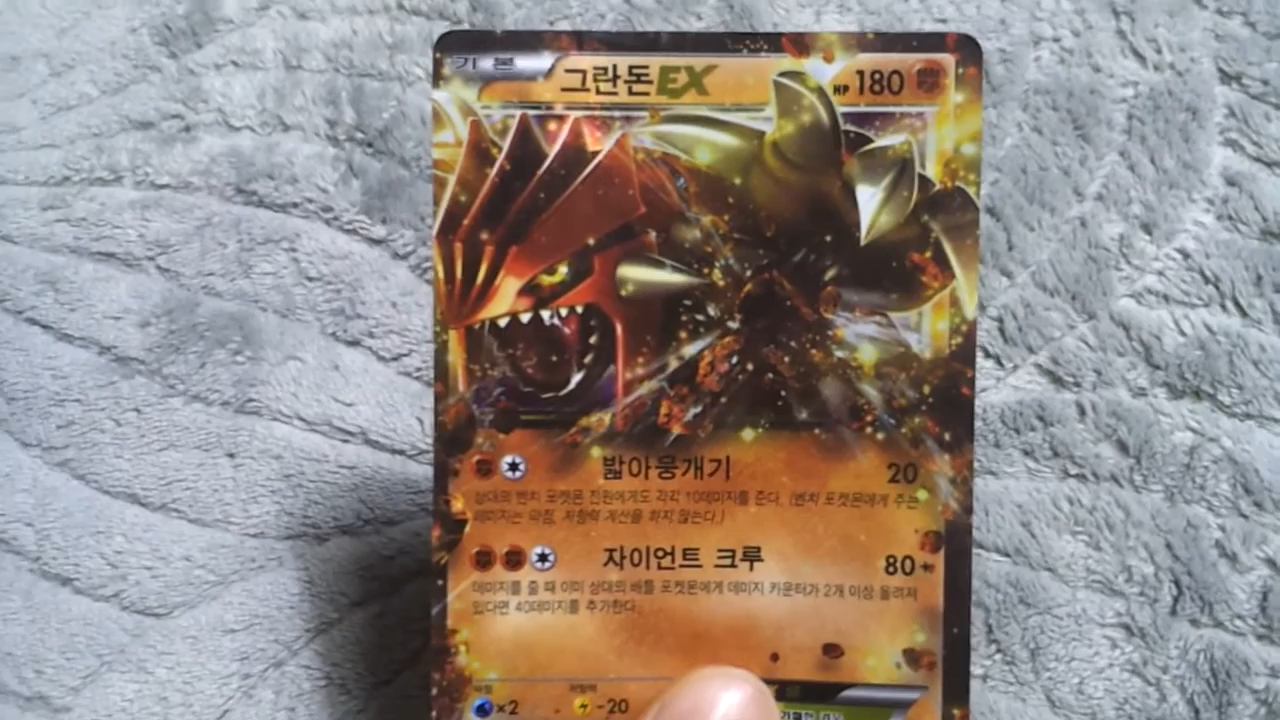 기본
그란돈EX
HP 180
밟아뭉개기 20
상대의 벤치 포켓몬 전원에게도 각각 10데미지를 준다. (벤치 포켓몬에게 주는
데미지는 약점, 저항력 계산을 하지 않는다.)
자이언트 크루 80+
데미지를 줄 때 이미 상대의 배틀 포켓몬에게 데미지 카운터가 2개 이상 올려져
있다면 40데미지를 추가한다.
약점 저항력
×2 -20